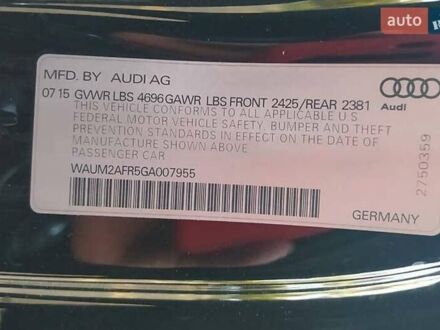 auto
MFD. BY AUDI AG
07 15 GVWR LBS 4696 GAWR LBS FRONT 2425/REAR 2381
THIS VEHICLE CONFORMS TO ALL APPLICABLE U S
FEDERAL MOTOR VEHICLE SAFETY, BUMPER AND THEFT
PREVENTION STANDARDS IN EFFECT ON THE DATE OF
MANUFACTURE SHOWN ABOVE
PASSENGER CAR
WAUM2AFR5GA007955
Audi
2750359
GERMANY